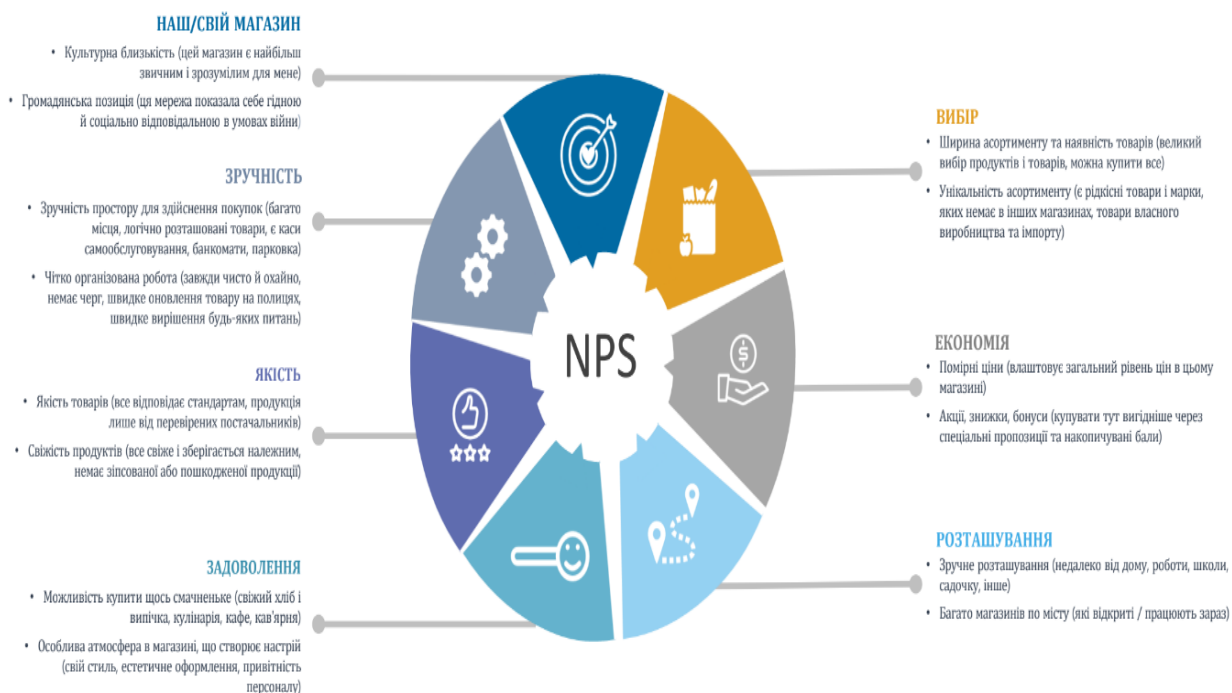 НАШ/СВІЙ МАГАЗИН
• Культурна близькість (цей магазин є найбільш
звичним і зрозумілим для мене)
• Громадянська позиція (ця мережа показала себе гідною
й соціально відповідальною в умовах війни)
ЗРУЧНІСТЬ
• Зручність простору для здійснення покупок (багато
місця, логічно розташовані товари, є каси
самообслуговування, банкомати, парковка)
• Чітко організована робота (завжди чисто й охайно,
немає черг, швидке оновлення товару на полицях,
швидке вирішення будь-яких питань)
ЯКІСТЬ
• Якість товарів (все відповідає стандартам, продукція
лише від перевірених постачальників)
• Свіжість продуктів (все свіже і зберігається належним,
немає зіпсованої або пошкодженої продукції)
ЗАДОВОЛЕННЯ
• Можливість купити щось смачненьке (свіжий хліб і
випічка, кулінарія, кафе, кав'ярня)
• Особлива атмосфера в магазині, що створює настрій
(свій стиль, естетичне оформлення, привітність
персоналу)
NPS
ВИБІР
• Ширина асортименту та наявність товарів (великий
вибір продуктів і товарів, можна купити все)
• Унікальність асортименту (є рідкісні товари і марки,
яких немає в інших магазинах, товари власного
виробництва та імпорту)
ЕКОНОМІЯ
• Помірні ціни (влаштовує загальний рівень цін в цьому
магазині)
• Акції, знижки, бонуси (купувати тут вигідніше через
спеціальні пропозиції та накопичувані бали)
РОЗТАШУВАННЯ
• Зручне розташування (недалеко від дому, роботи, школи,
садочку, інше)
• Багато магазинів по місту (які відкриті / працюють зараз)